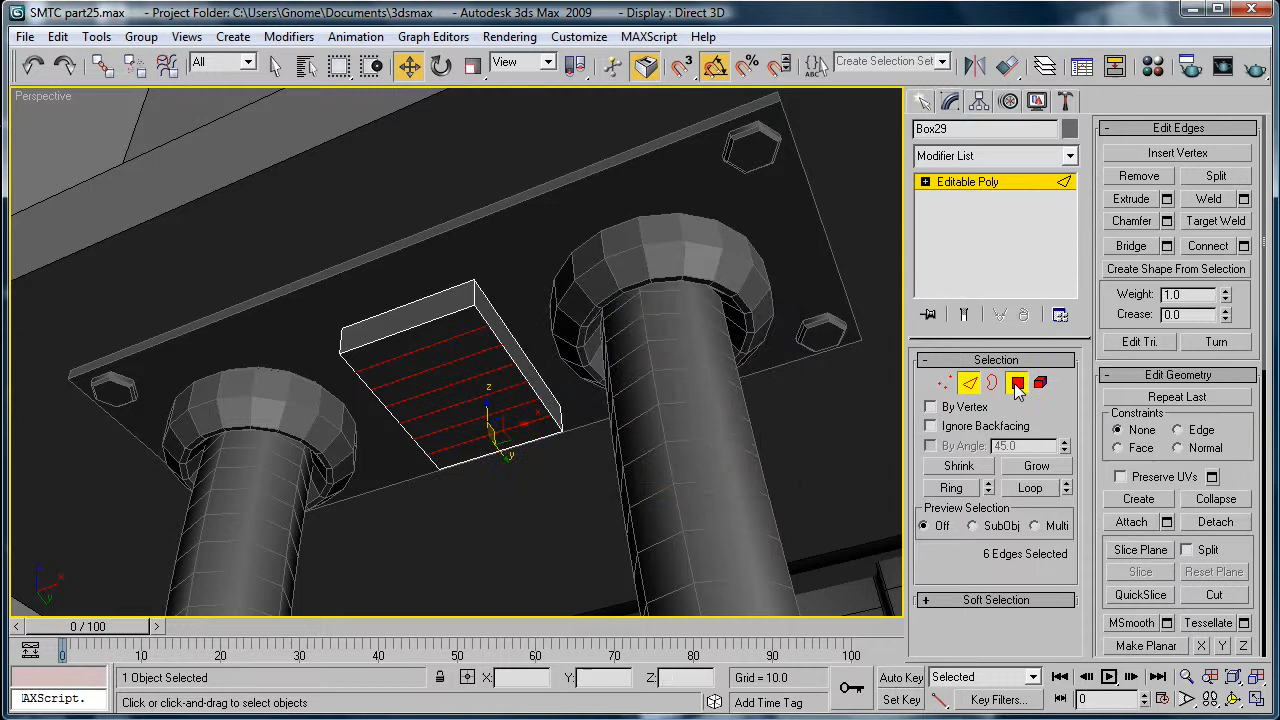 SMTC part25.max - Project Folder: C:\Users\Gnome\Documents\3dsmax - Autodesk 3ds Max 2009 - Display : Direct 3D
File Edit Tools Group Views Create Modifiers Animation Graph Editors Rendering Customize MAXScript Help
All View 3 % ABC Create Selection Set
Perspective
Box29
Modifier List
Editable Poly
Selection
By Vertex
Ignore Backfacing
By Angle: 45.0
Shrink Grow
Ring Loop
Preview Selection
Off SubObj Multi
6 Edges Selected
Soft Selection
Edit Edges
Insert Vertex
Remove Split
Extrude Weld
Chamfer Target Weld
Bridge Connect
Create Shape From Selection
Weight: 1.0
Crease: 0.0
Edit Tri. Turn
Edit Geometry
Repeat Last
Constraints
None Edge
Face Normal
Preserve UVs
Create Collapse
Attach Detach
Slice Plane Split
Slice Reset Plane
QuickSlice Cut
MSmooth Tessellate
Make Planar X Y Z
z
x
y
z
x
y
< 0 / 100 >
0 10 20 30 40 50 60 70 80 90 100
1 Object Selected X: Y: Z: Grid = 10.0 Auto Key Selected
AXScript. Click or click-and-drag to select objects Add Time Tag Set Key Key Filters... 0